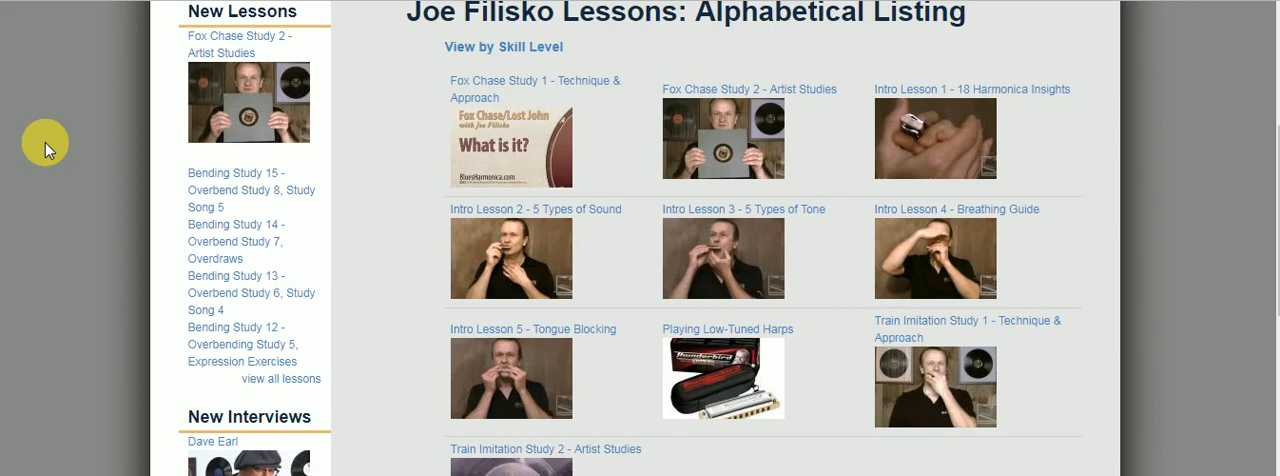 New Lessons
Fox Chase Study 2 -
Artist Studies
Bending Study 15 -
Overbend Study 8, Study
Song 5
Bending Study 14 -
Overbend Study 7,
Overdraws
Bending Study 13 -
Overbend Study 6, Study
Song 4
Bending Study 12 -
Overbending Study 5,
Expression Exercises
view all lessons
New Interviews
Dave Earl
Joe Filisko Lessons: Alphabetical Listing
View by Skill Level
Fox Chase Study 1 - Technique &
Approach
Fox Chase/Lost John
with Joe Filisko
What is it?
BluesHarmonica.com
Fox Chase Study 2 - Artist Studies
Intro Lesson 1 - 18 Harmonica Insights
Intro Lesson 2 - 5 Types of Sound
Intro Lesson 3 - 5 Types of Tone
Intro Lesson 4 - Breathing Guide
Intro Lesson 5 - Tongue Blocking
Playing Low-Tuned Harps
Thunderbird
Train Imitation Study 1 - Technique &
Approach
Train Imitation Study 2 - Artist Studies